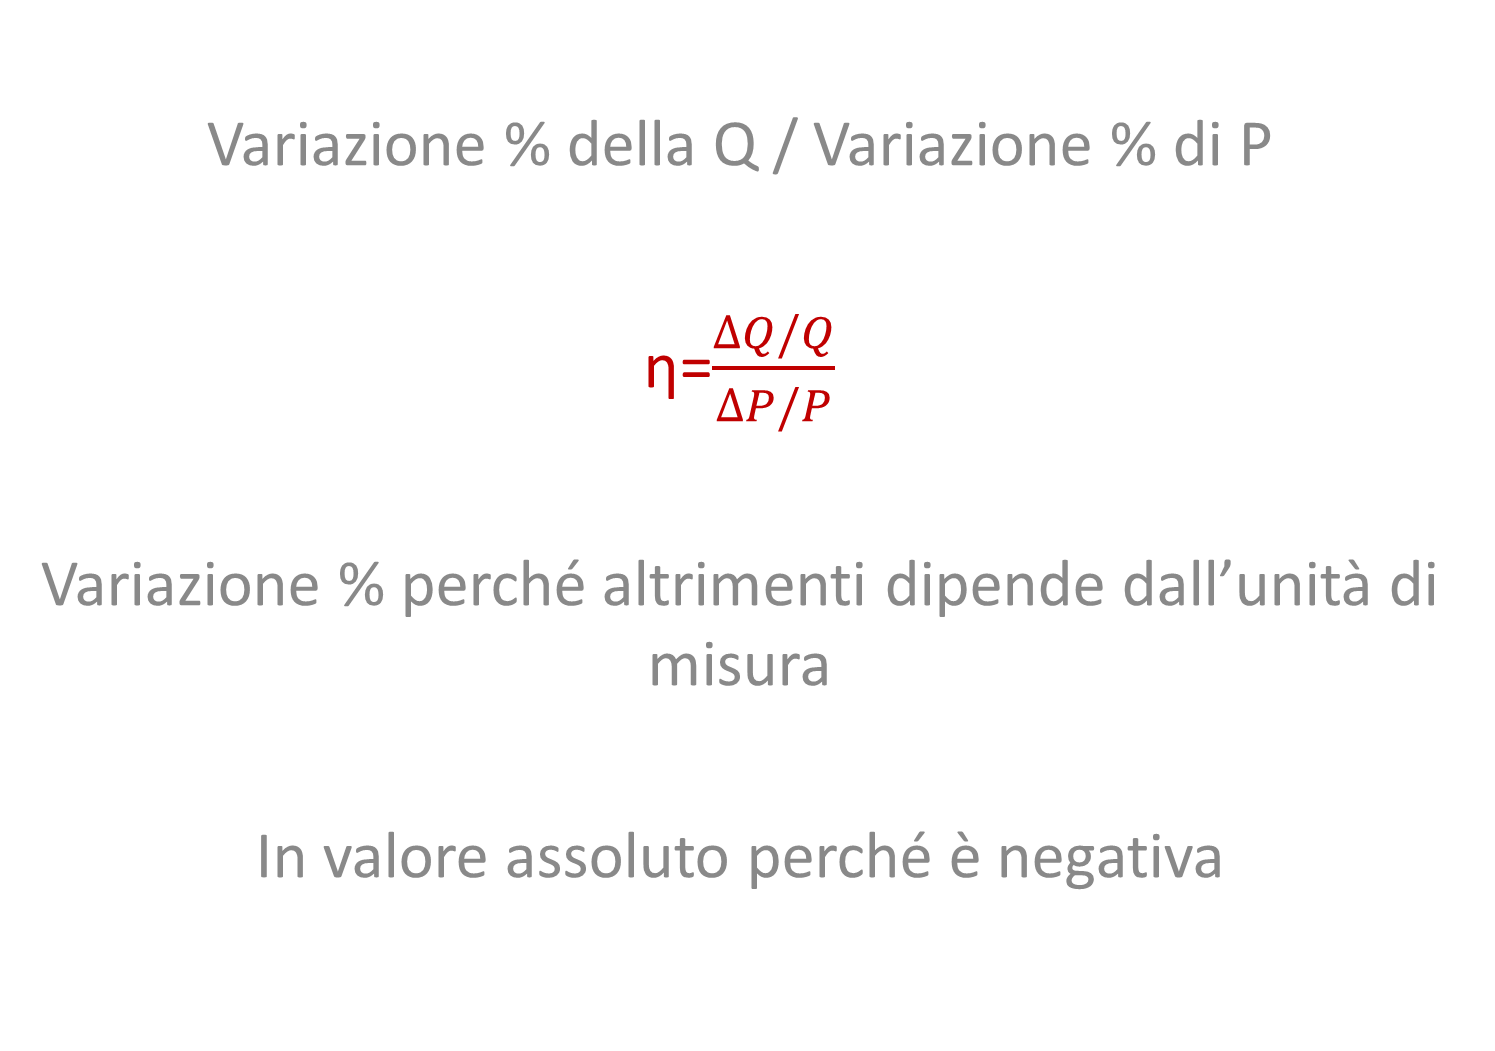 Variazione % della Q / Variazione % di P
η=ΔQ/Q
ΔP/P
Variazione % perché altrimenti dipende dall’unità di
misura
In valore assoluto perché è negativa